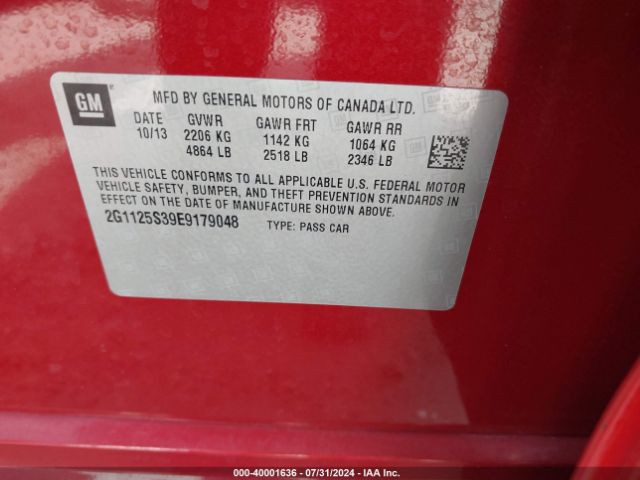 GM
MFD BY GENERAL MOTORS OF CANADA LTD.
DATE GVWR GAWR FRT GAWR RR
10/13 2206 KG 1142 KG 1064 KG
4864 LB 2518 LB 2346 LB
THIS VEHICLE CONFORMS TO ALL APPLICABLE U.S. FEDERAL MOTOR
VEHICLE SAFETY, BUMPER, AND THEFT PREVENTION STANDARDS IN
EFFECT ON THE DATE OF MANUFACTURE SHOWN ABOVE.
2G1125S39E9179048 TYPE: PASS CAR
000-40001636 - 07/31/2024 - IAA Inc.